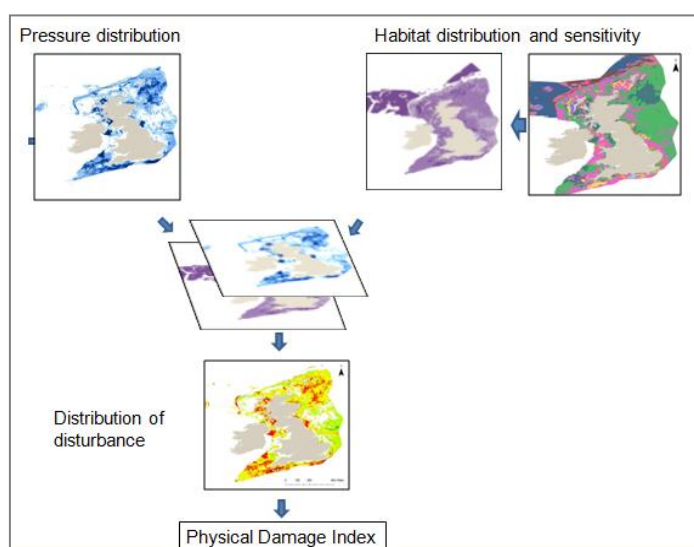 Pressure distribution
Habitat distribution and sensitivity
Distribution of
disturbance
Physical Damage Index